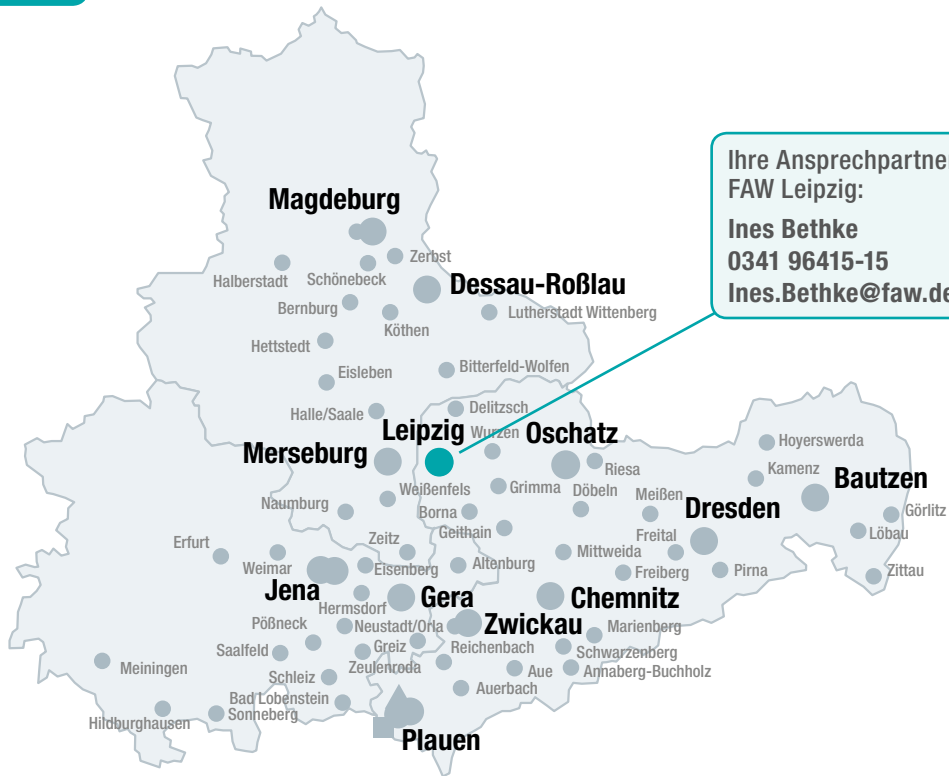 Ihre Ansprechpartne
FAW Leipzig:
Ines Bethke
0341 96415-15
Ines.Bethke@faw.de
Magdeburg
Zerbst
Halberstadt
Schönebeck
Dessau-Roßlau
Bernburg
Köthen
Lutherstadt Wittenberg
Hettstedt
Eisleben
Bitterfeld-Wolfen
Halle/Saale
Delitzsch
Leipzig
Wurzen
Oschatz
Hoyerswerda
Merseburg
Riesa
Kamenz
Bautzen
Naumburg
Weißenfels
Grimma
Döbeln
Meißen
Görlitz
Borna
Geithain
Dresden
Löbau
Erfurt
Zeitz
Freital
Weimar
Mittweida
Jena
Eisenberg
Altenburg
Freiberg
Pirna
Zittau
Hermsdorf
Gera
Chemnitz
Pößneck
Neustadt/Orla
Zwickau
Marienberg
Saalfeld
Greiz
Reichenbach
Schwarzenberg
Meiningen
Zeulenroda
Aue
Annaberg-Buchholz
Schleiz
Auerbach
Bad Lobenstein
Hildburghausen
Sonneberg
Plauen